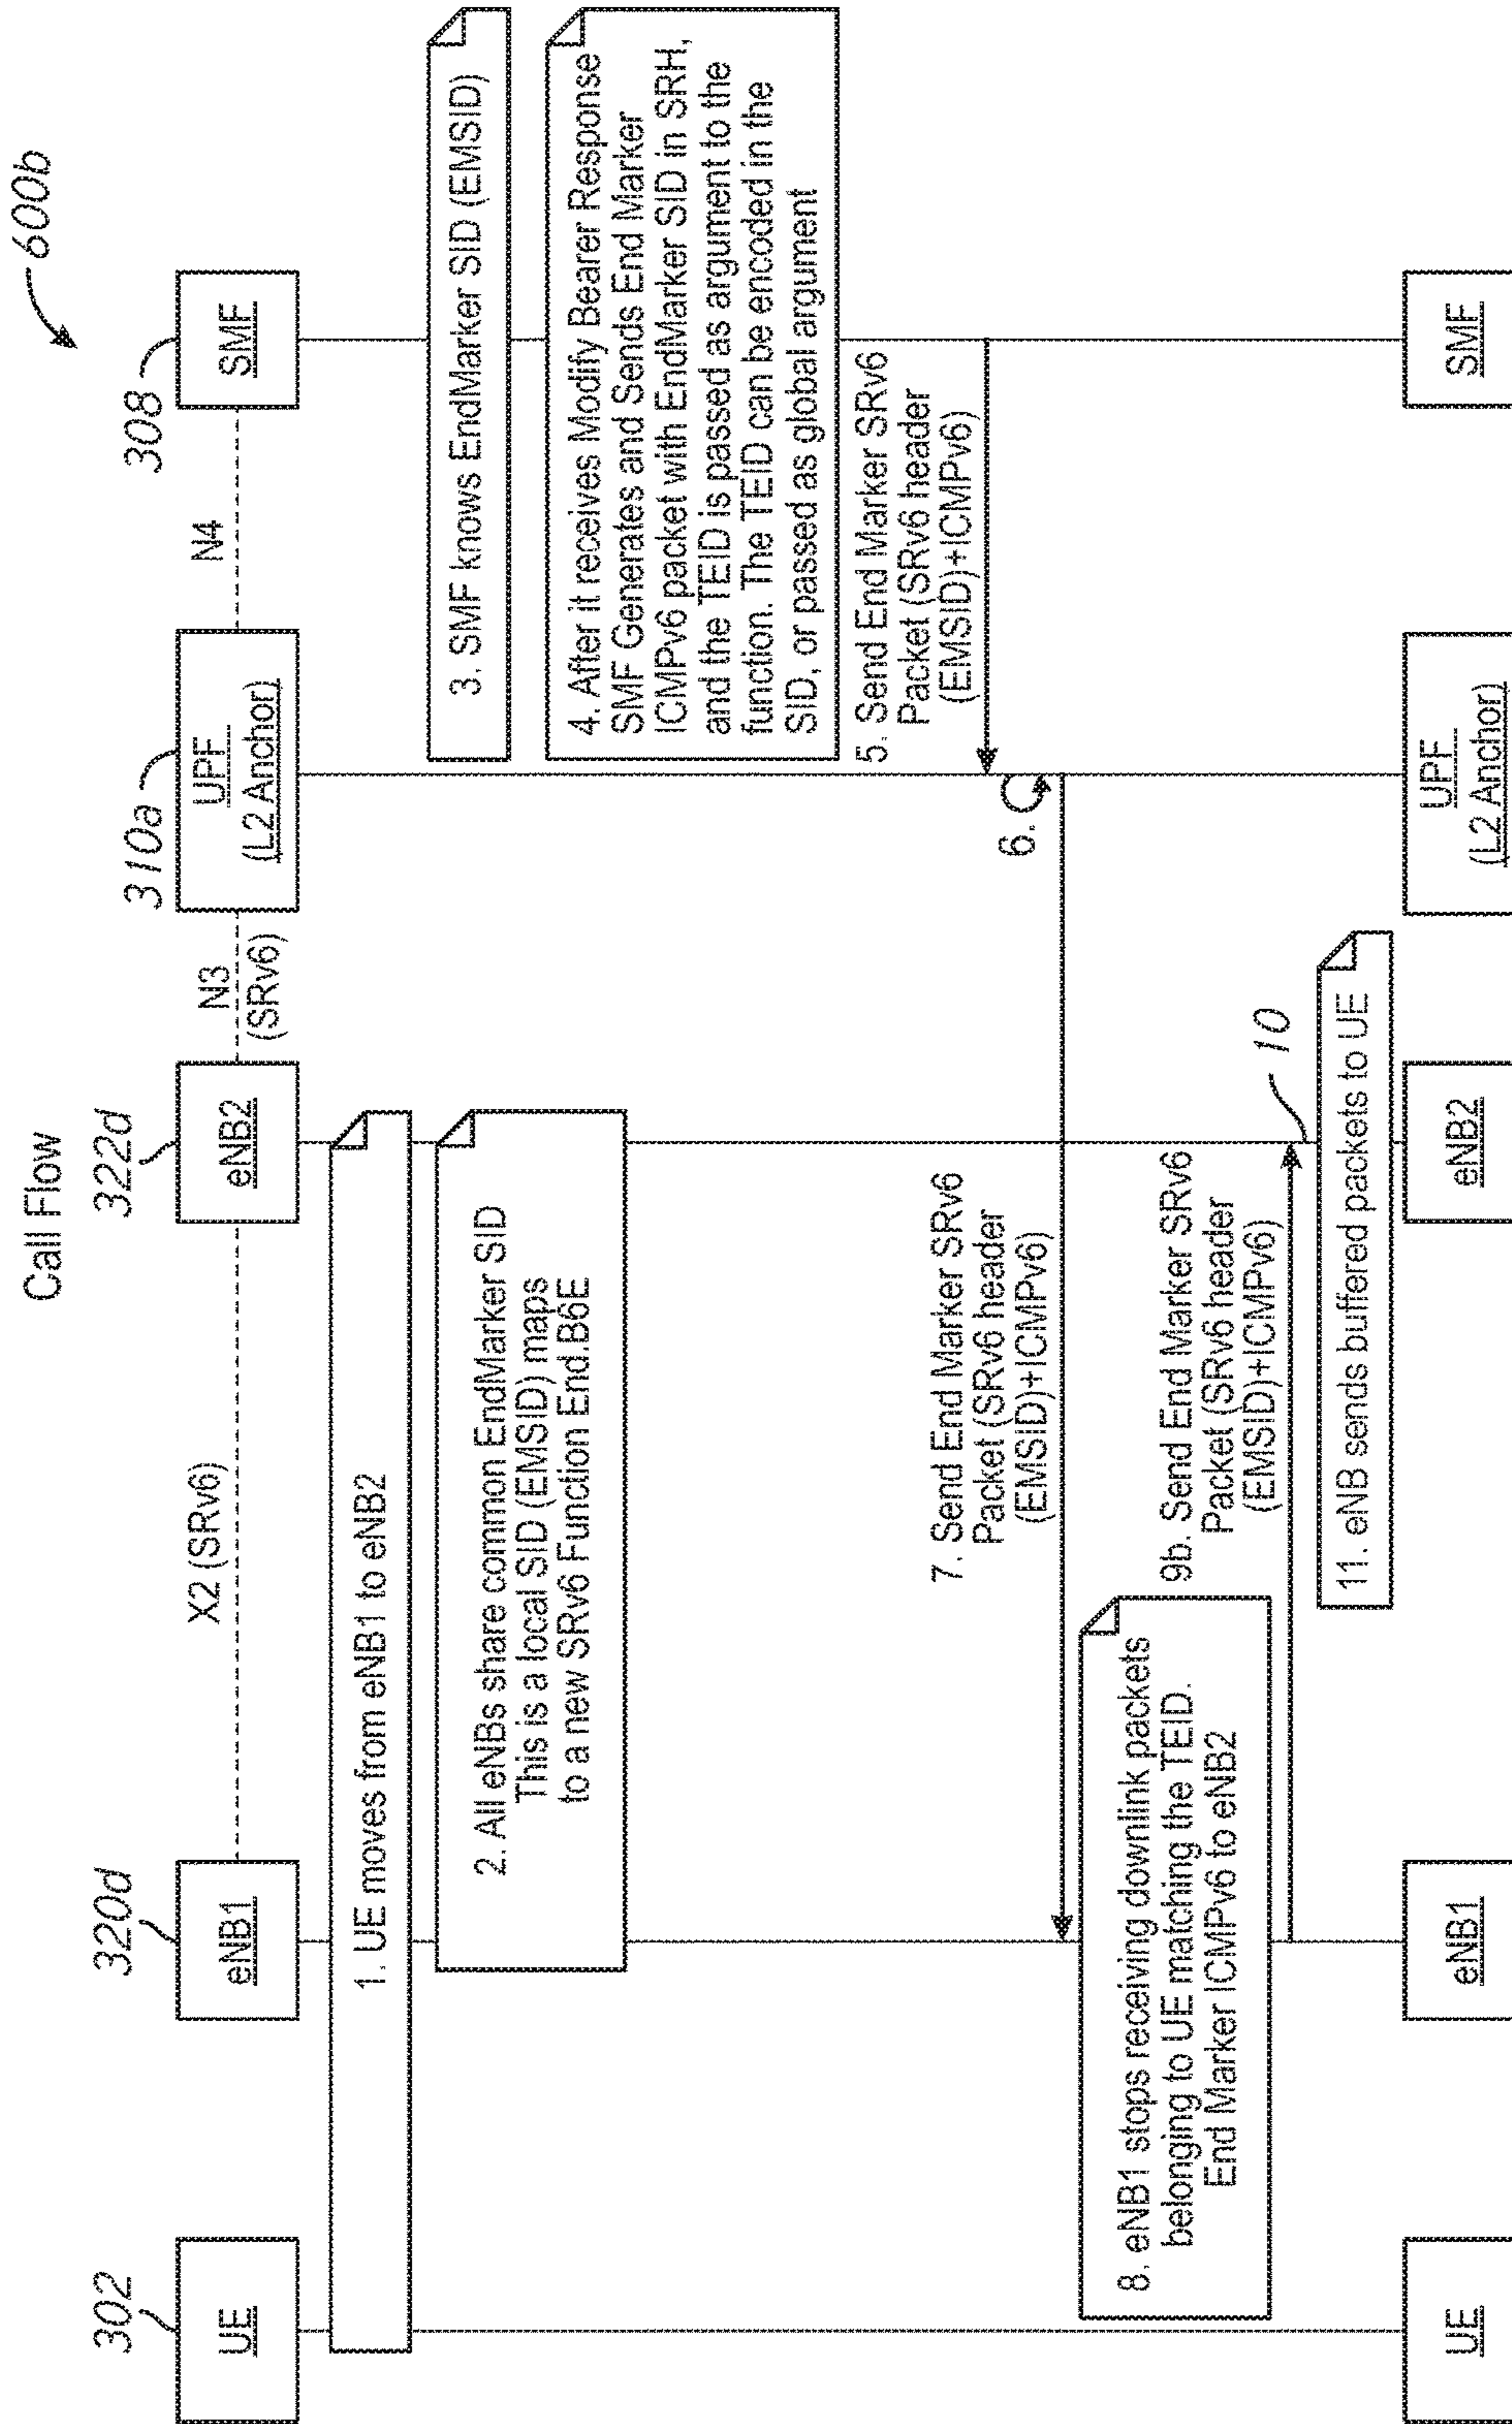 Call Flow
600b
302
320d
322d
310a
308
UE
eNB1
X2 (SRv6)
eNB2
N3
(SRv6)
UPF
(L2 Anchor)
N4
SMF
1. UE moves from eNB1 to eNB2
2. All eNBs share common EndMarker SID
This is a local SID (EMSID) maps
to a new SRv6 Function End.B6E
3. SMF knows EndMarker SID (EMSID)
4. After it receives Modify Bearer Response
SMF Generates and Sends End Marker
ICMPv6 packet with EndMarker SID in SRH,
and the TEID is passed as argument to the
function. The TEID can be encoded in the
SID, or passed as global argument
5. Send End Marker SRv6
Packet (SRv6 header
(EMSID)+ICMPv6)
6.
7. Send End Marker SRv6
Packet (SRv6 header
(EMSID)+ICMPv6)
8. eNB1 stops receiving downlink packets
belonging to UE matching the TEID.
End Marker ICMPv6 to eNB2
9b. Send End Marker SRv6
Packet (SRv6 header
(EMSID)+ICMPv6)
10
11. eNB sends buffered packets to UE
UE
eNB1
eNB2
UPF
(L2 Anchor)
SMF